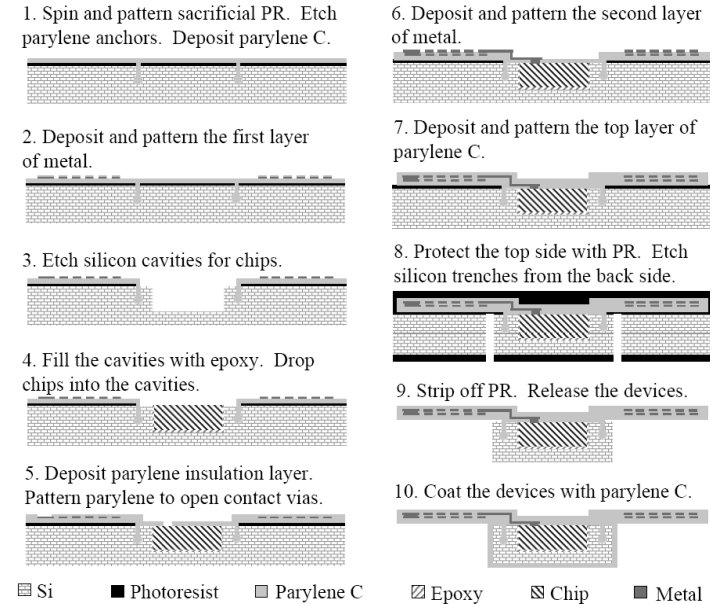 1. Spin and pattern sacrificial PR. Etch
parylene anchors. Deposit parylene C.
2. Deposit and pattern the first layer
of metal.
3. Etch silicon cavities for chips.
4. Fill the cavities with epoxy. Drop
chips into the cavities.
5. Deposit parylene insulation layer.
Pattern parylene to open contact vias.
6. Deposit and pattern the second layer
of metal.
7. Deposit and pattern the top layer of
parylene C.
8. Protect the top side with PR. Etch
silicon trenches from the back side.
9. Strip off PR. Release the devices.
10. Coat the devices with parylene C.
Si Photoresist Parylene C Epoxy Chip Metal